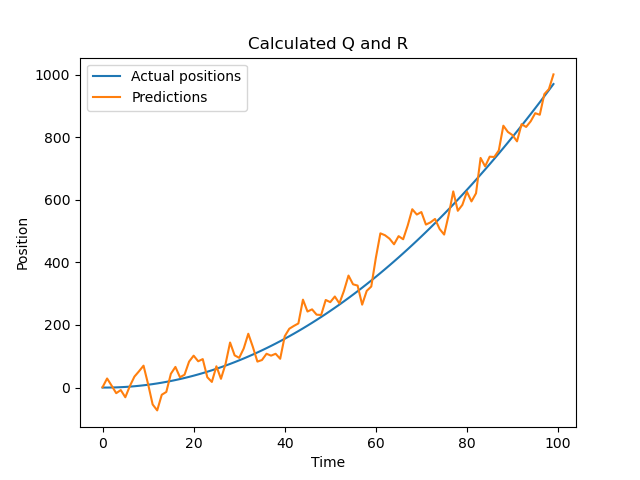 Calculated Q and R
Actual positions
Predictions
1000
800
600
400
200
0
Position
0 20 40 60 80 100
Time